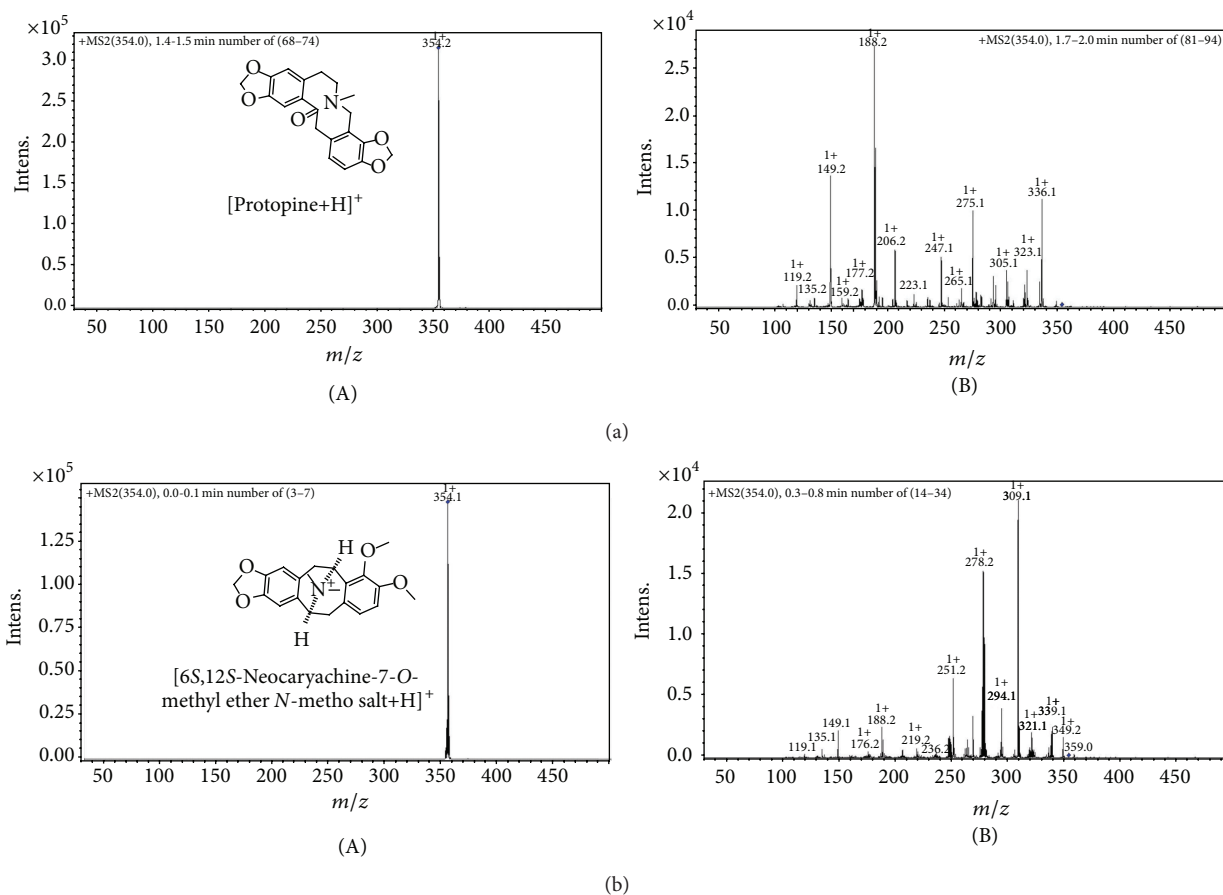 ×10⁵
+MS2(354.0), 1.4-1.5 min number of (68–74)
1+
354.2
3.0
2.5
2.0
1.5
1.0
0.5
0.0
Intens.
O
O
N
O
O
O
[Protopine+H]⁺
50 100 150 200 250 300 350 400 450
m/z
(A)
×10⁴
+MS2(354.0), 1.7–2.0 min number of (81–94)
1+
188.2
1+
149.2
1+
336.1
1+
275.1
1+
206.2
1+
247.1
1+
323.1
1+
305.1
1+
265.1
1+
177.2
1+
119.2
135.2
1+
159.2
223.1
2.5
2.0
1.5
1.0
0.5
0.0
Intens.
50 100 150 200 250 300 350 400 450
m/z
(B)
(a)
×10⁵
+MS2(354.0), 0.0-0.1 min number of (3–7)
1+
354.1
1.50
1.25
100
0.75
0.50
0.25
0.00
Intens.
H
O
O
O
N
+
O
H
[6S,12S-Neocaryachine-7-O-
methyl ether N-metho salt+H]⁺
50 100 150 200 250 300 350 400 450
m/z
(A)
×10⁴
+MS2(354.0), 0.3–0.8 min number of (14–34)
1+
309.1
1+
278.2
1+
251.2
1+
294.1
1+
339.1
1+
321.1
1+
349.2
359.0
1+
188.2
149.1
135.1
119.1
1+
176.2
1+
219.2
236.2
2.0
1.5
1.0
0.5
0.0
Intens.
50 100 150 200 250 300 350 400 450
m/z
(B)
(b)